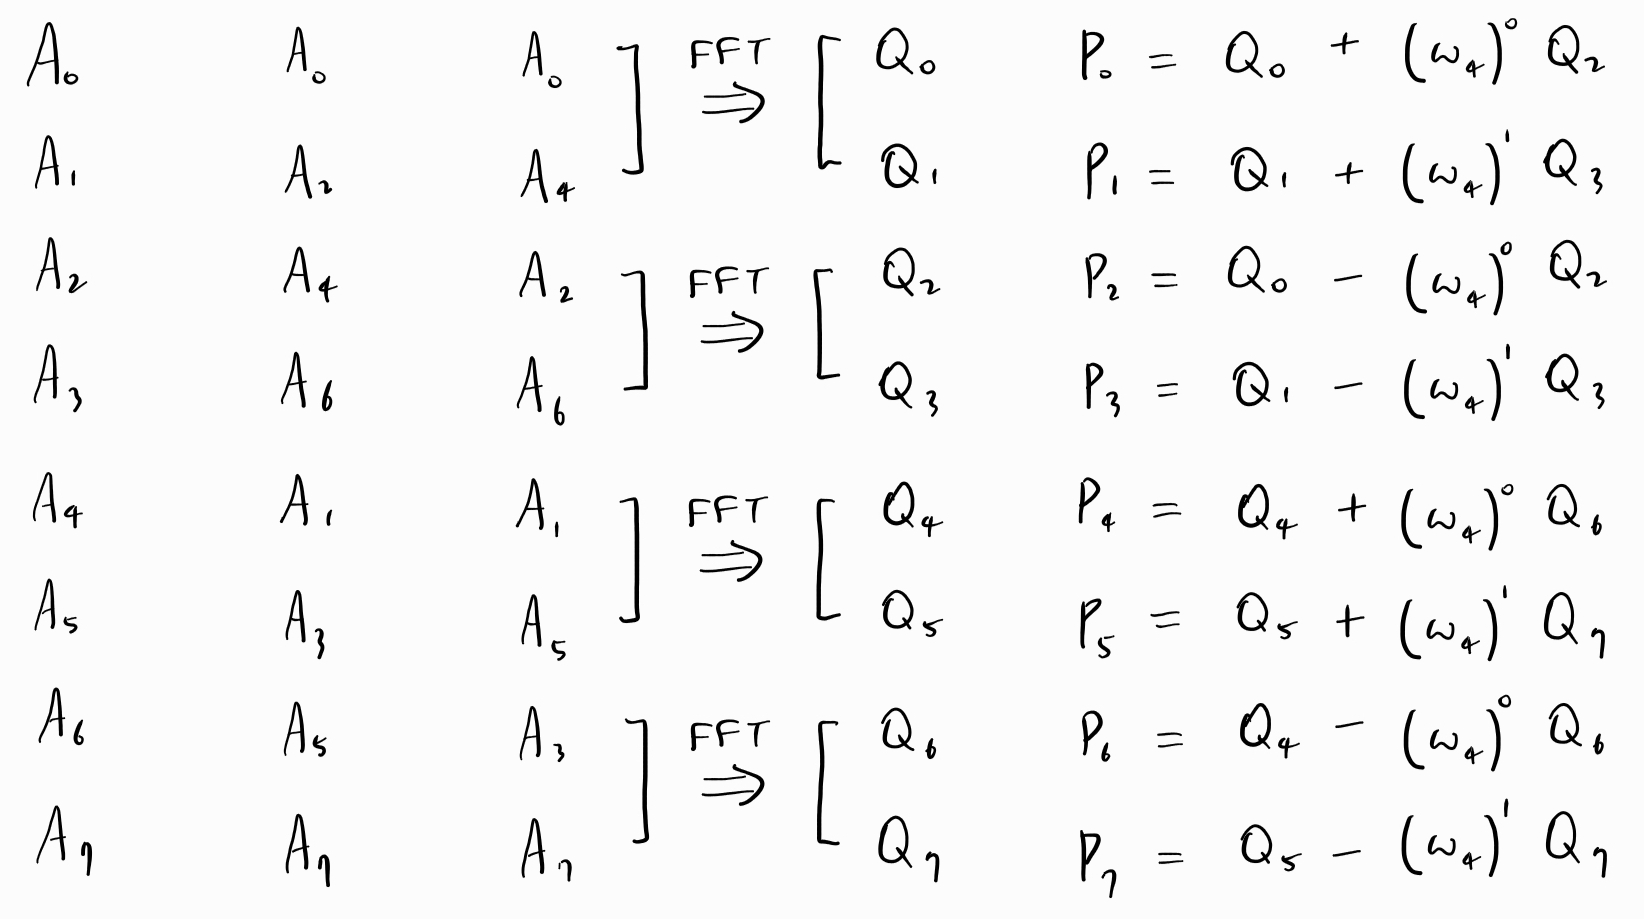 A₀ A₀ A₀ ] FFT ⇒ [ Q₀ P₀ = Q₀ + (ω₄)⁰ Q₂
A₁ A₂ A₄ Q₁ P₁ = Q₁ + (ω₄)¹ Q₃
A₂ A₄ A₂ ] FFT ⇒ [ Q₂ P₂ = Q₀ − (ω₄)⁰ Q₂
A₃ A₆ A₆ Q₃ P₃ = Q₁ − (ω₄)¹ Q₃
A₄ A₁ A₁ ] FFT ⇒ [ Q₄ P₄ = Q₄ + (ω₄)⁰ Q₆
A₅ A₃ A₅ Q₅ P₅ = Q₅ + (ω₄)¹ Q₇
A₆ A₅ A₃ ] FFT ⇒ [ Q₆ P₆ = Q₄ − (ω₄)⁰ Q₆
A₇ A₇ A₇ Q₇ P₇ = Q₅ − (ω₄)¹ Q₇